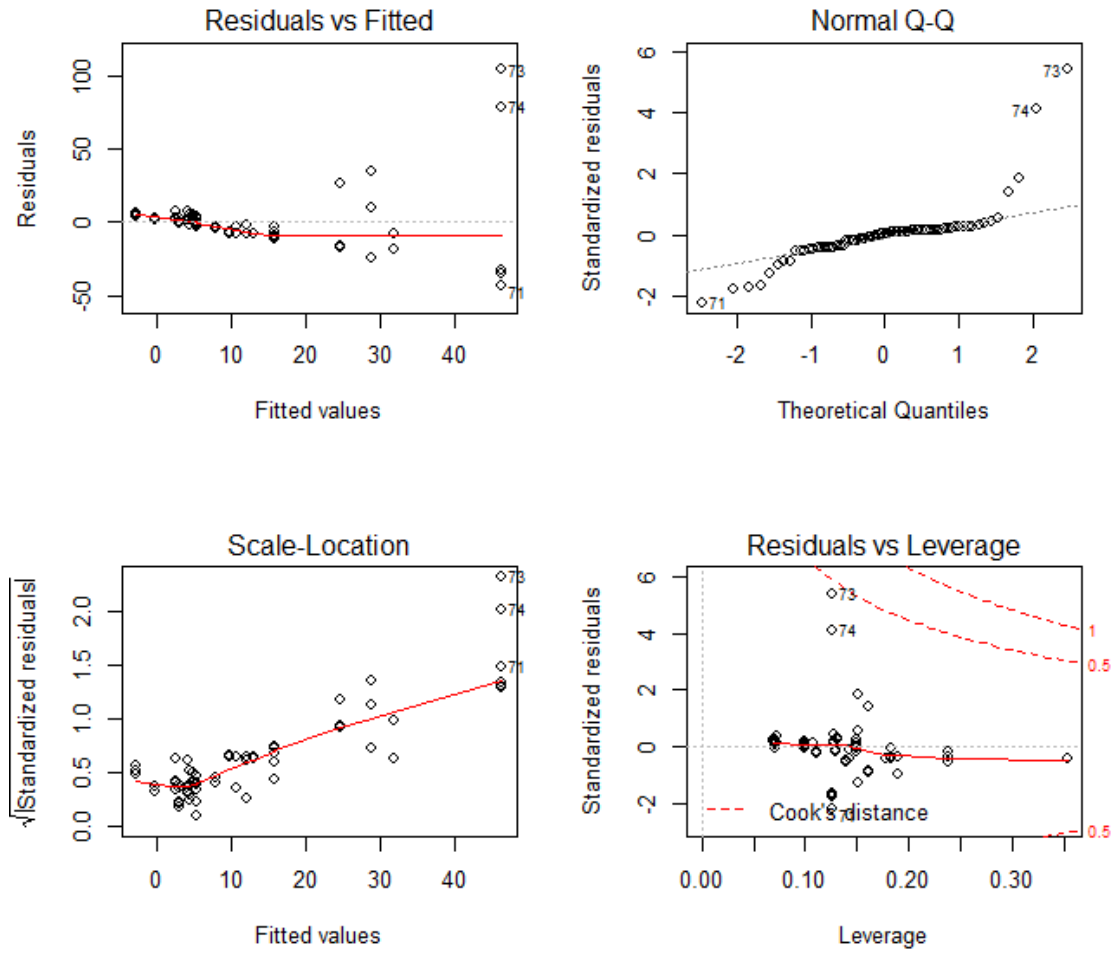 Residuals vs Fitted
Residuals
100
50
0
-50
73
74
71
0 10 20 30 40
Fitted values
Normal Q-Q
Standardized residuals
6
4
2
0
-2
73
74
71
-2 -1 0 1 2
Theoretical Quantiles
Scale-Location
√|Standardized residuals|
2.0
1.5
1.0
0.5
0.0
73
74
71
0 10 20 30 40
Fitted values
Residuals vs Leverage
Standardized residuals
6
4
2
0
-2
73
74
71
1
0.5
0.5
Cook's distance
0.00 0.10 0.20 0.30
Leverage